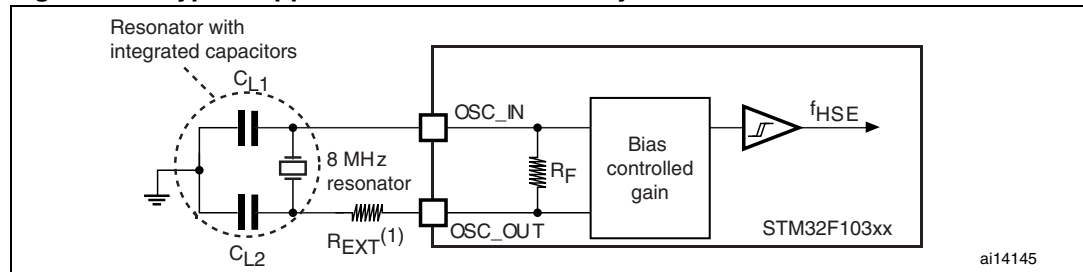 Resonator with
integrated capacitors
CL1
OSC_IN
fHSE
Bias
controlled
gain
RF
8 MHz
resonator
STM32F103xx
REXT(1)
OSC_OUT
CL2
ai14145